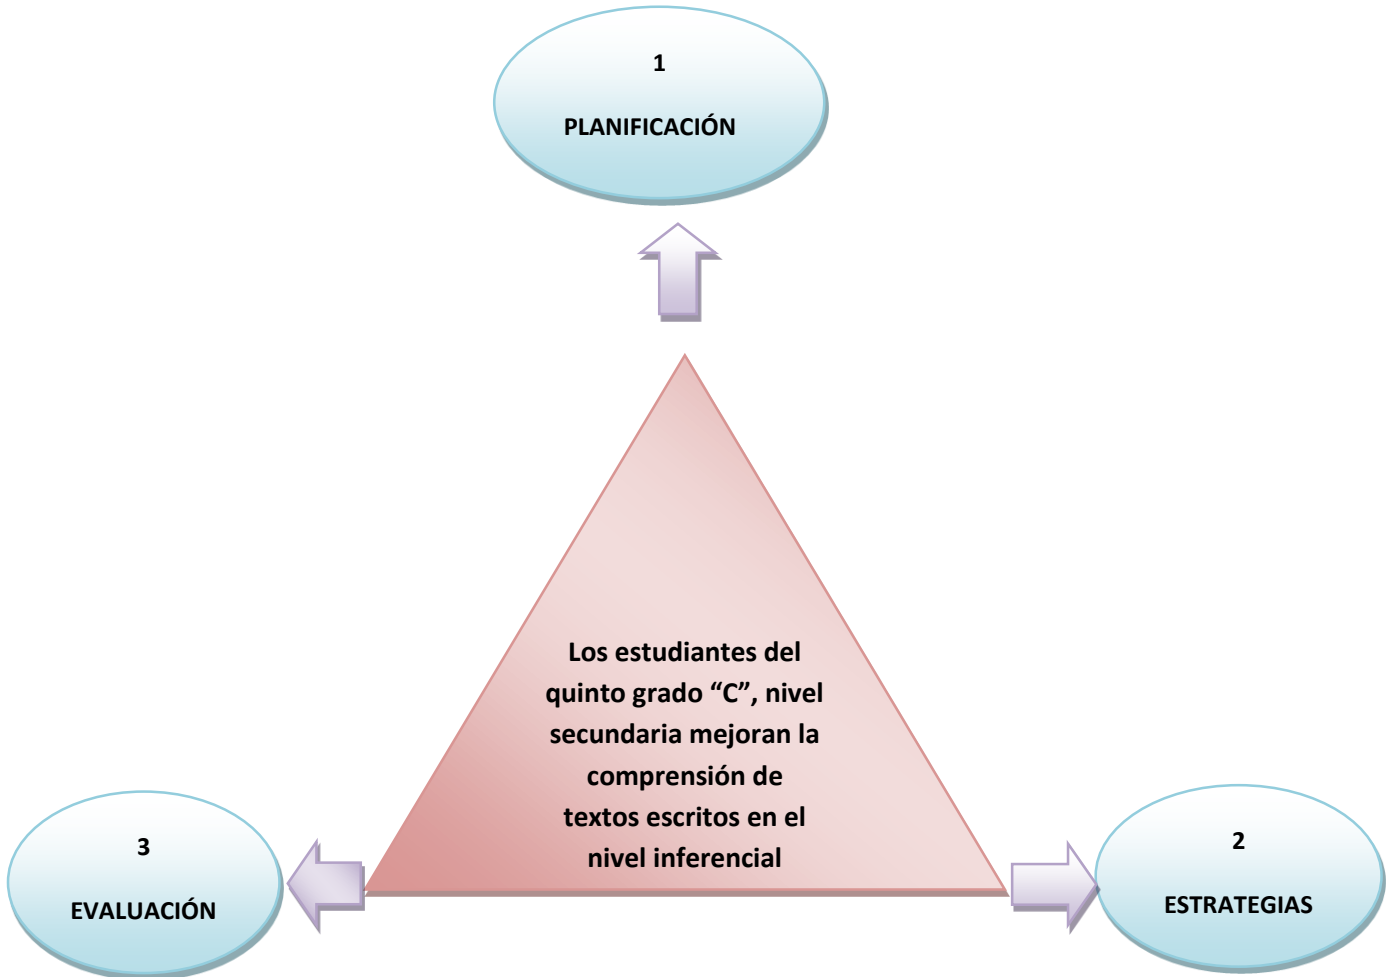 1
PLANIFICACIÓN
Los estudiantes del
quinto grado “C”, nivel
secundaria mejoran la
comprensión de
textos escritos en el
nivel inferencial
3
EVALUACIÓN
2
ESTRATEGIAS